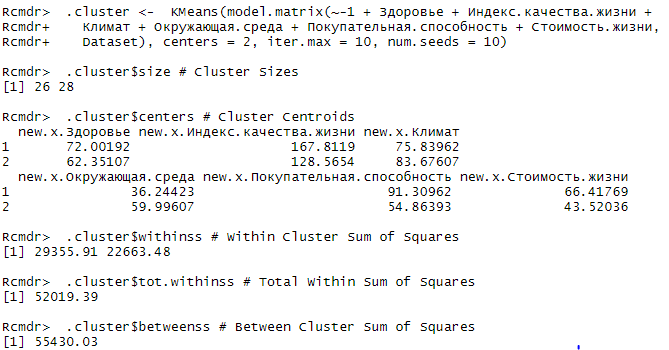 Rcmdr>  .cluster <-  KMeans(model.matrix(~-1 + Здоровье + Индекс.качества.жизни +
Rcmdr+    Климат + Окружающая.среда + Покупательная.способность + Стоимость.жизни,
Rcmdr+    Dataset), centers = 2, iter.max = 10, num.seeds = 10)
Rcmdr>  .cluster$size # Cluster Sizes
[1] 26 28
Rcmdr>  .cluster$centers # Cluster Centroids
new.x.Здоровье new.x.Индекс.качества.жизни new.x.Климат
1 72.00192 167.8119 75.83962
2 62.35107 128.5654 83.67607
new.x.Окружающая.среда new.x.Покупательная.способность new.x.Стоимость.жизни
1 36.24423 91.30962 66.41769
2 59.99607 54.86393 43.52036
Rcmdr>  .cluster$withinss # Within Cluster Sum of Squares
[1] 29355.91 22663.48
Rcmdr>  .cluster$tot.withinss # Total Within Sum of Squares
[1] 52019.39
Rcmdr>  .cluster$betweenss # Between Cluster Sum of Squares
[1] 55430.03